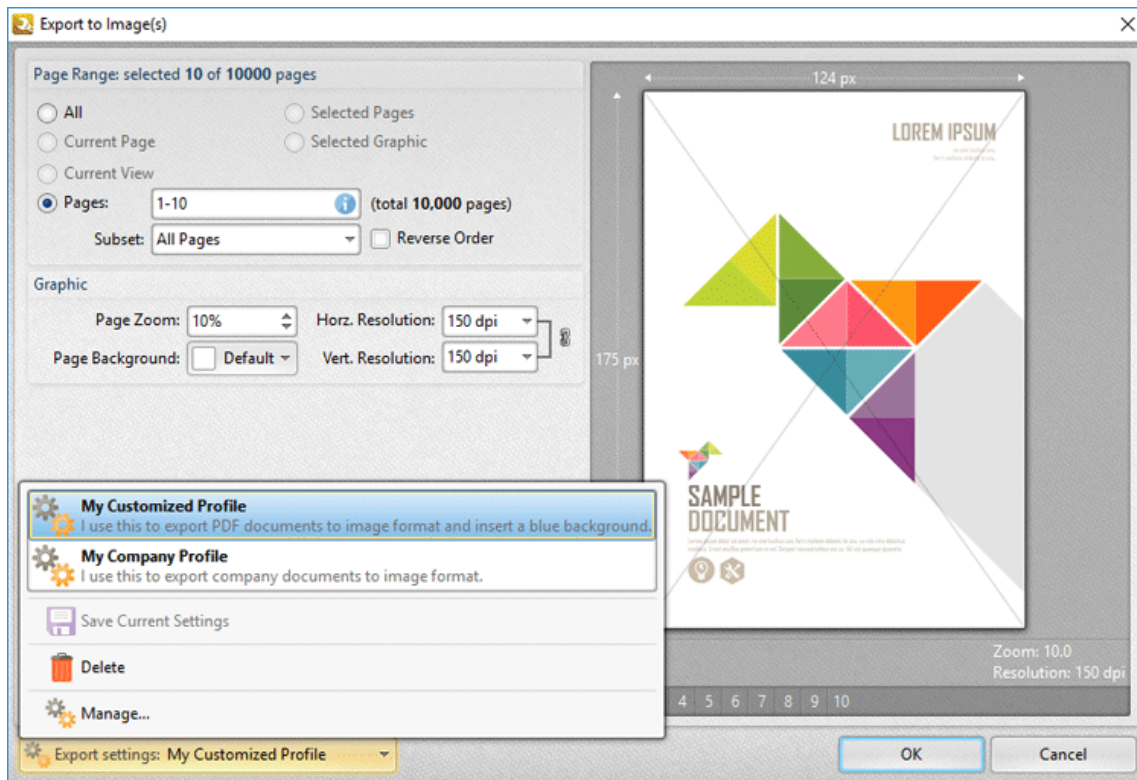 Export to Image(s)
Page Range: selected 10 of 10000 pages
All
Selected Pages
Current Page
Selected Graphic
Current View
Pages: 1-10 (total 10,000 pages)
Subset: All Pages Reverse Order
Graphic
Page Zoom: 10% Horz. Resolution: 150 dpi
Page Background: Default Vert. Resolution: 150 dpi
My Customized Profile
I use this to export PDF documents to image format and insert a blue background.
My Company Profile
I use this to export company documents to image format.
Save Current Settings
Delete
Manage...
Export settings: My Customized Profile
124 px
175 px
LOREM IPSUM
SAMPLE
DOCUMENT
Zoom: 10.0
Resolution: 150 dpi
4 5 6 7 8 9 10
OK Cancel